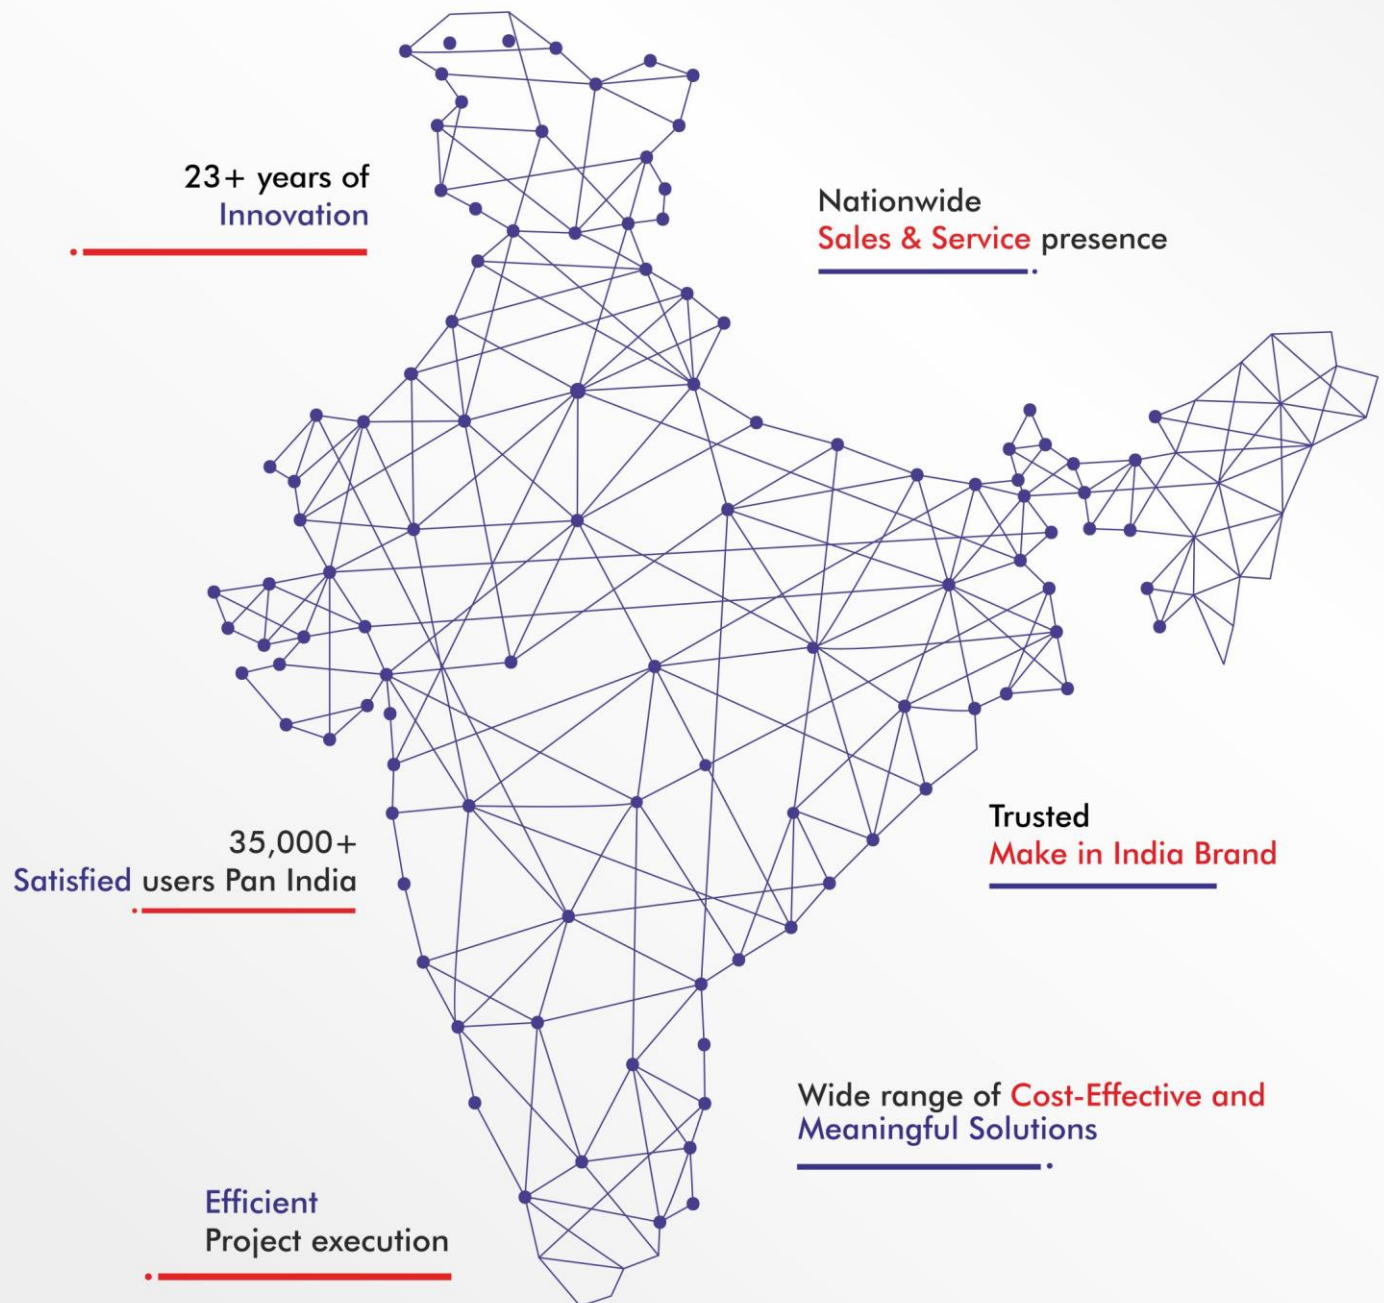 23+ years of
Innovation
Nationwide
Sales & Service presence
35,000+
Satisfied users Pan India
Trusted
Make in India Brand
Wide range of Cost-Effective and
Meaningful Solutions
Efficient
Project execution